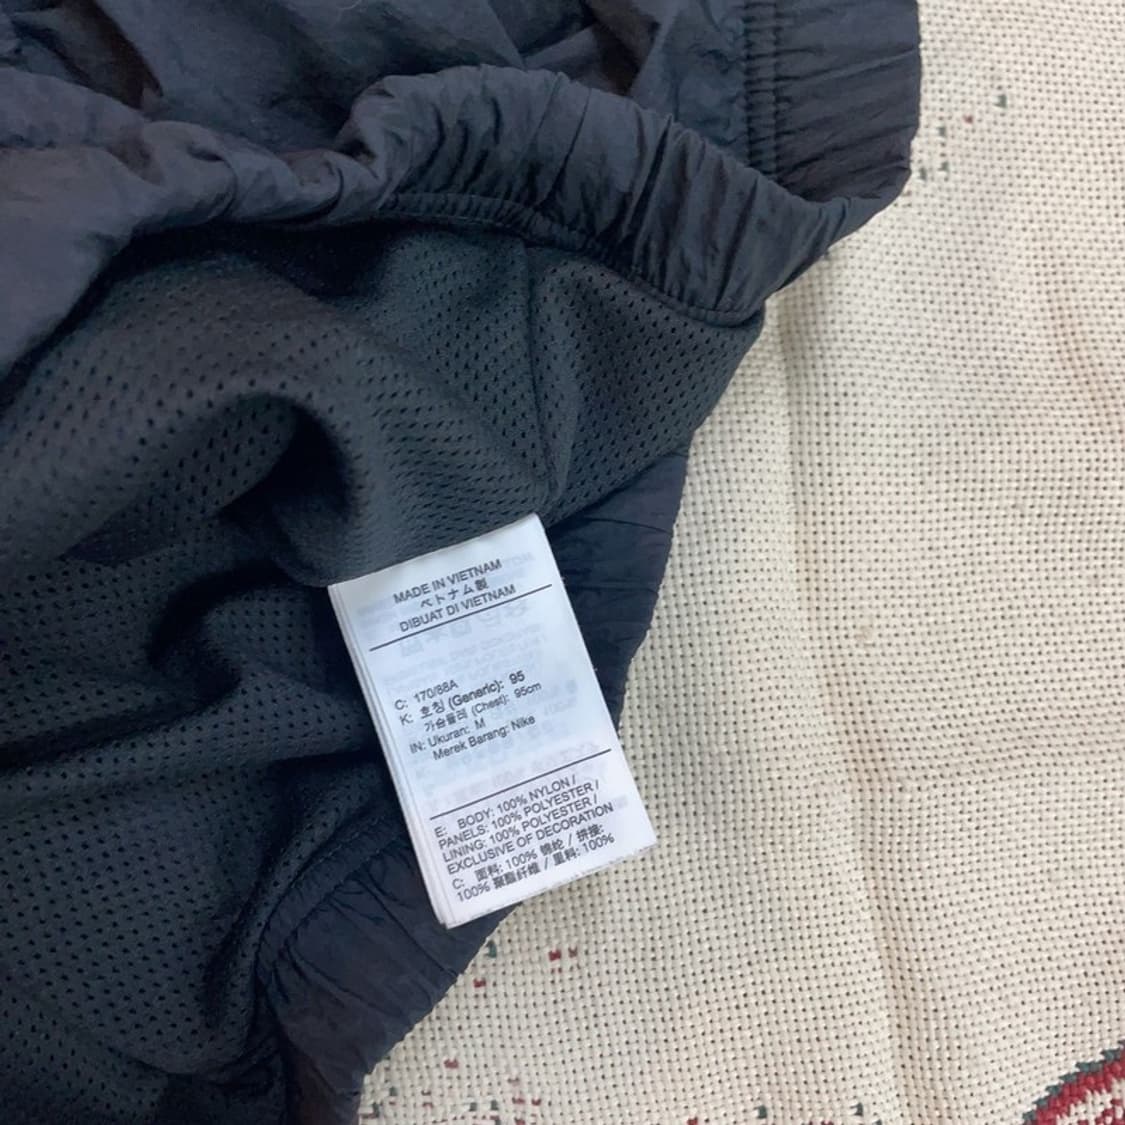 MADE IN VIETNAM
ベトナム製
DIBUAT DI VIETNAM
C: 170/88A
K: 호칭 (Generic): 95
가슴둘레 (Chest): 95cm
IN: Ukuran: M
Merek Barang: Nike
E: BODY: 100% NYLON /
PANELS: 100% POLYESTER /
LINING: 100% POLYESTER /
EXCLUSIVE OF DECORATION
C: 面料: 100% 锦纶 / 拼接:
100% 聚酯纤维 / 里料: 100%